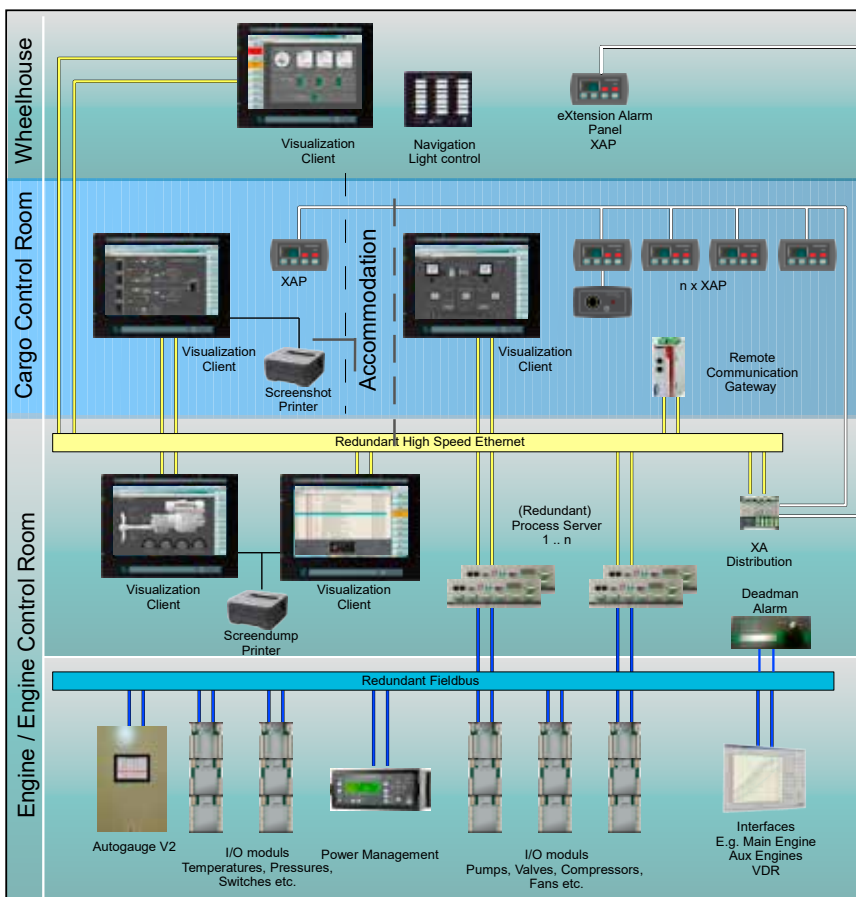 Wheelhouse
Visualization
Client
Navigation
Light control
eXtension Alarm
Panel
XAP
Cargo Control Room
Visualization
Client
Screenshot
Printer
XAP
Accommodation
Visualization
Client
n x XAP
Remote
Communication
Gateway
Redundant High Speed Ethernet
Engine / Engine Control Room
Visualization
Client
Screendump
Printer
Visualization
Client
(Redundant)
Process Server
1 .. n
XA
Distribution
Deadman
Alarm
Redundant Fieldbus
Autogauge V2
I/O moduls
Temperatures, Pressures,
Switches etc.
Power Management
I/O moduls
Pumps, Valves, Compressors,
Fans etc.
Interfaces
E.g. Main Engine
Aux Engines
VDR